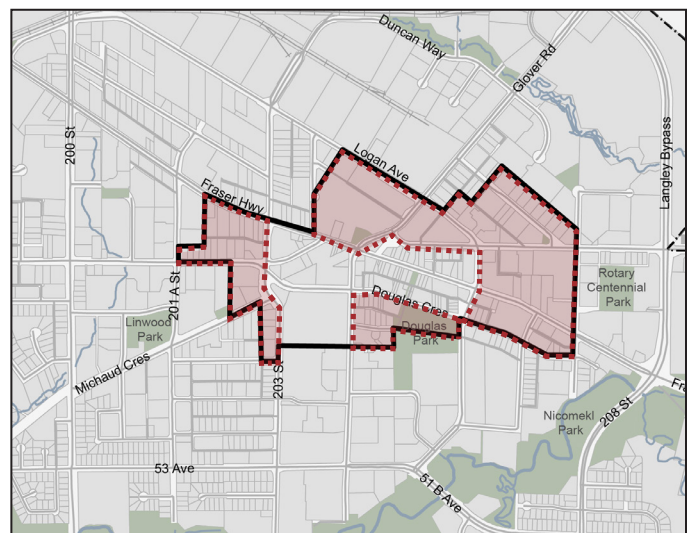 Duncan Way
Glover Rd
200 St
Langley Bypass
Logan Ave
Fraser Hwy
201 A St
Rotary
Centennial
Park
Douglas Cres
Linwood
Park
Douglas
Park
Michaud Cres
203 St
Fra
Nicomekl
Park
208 St
53 Ave
51 B Ave